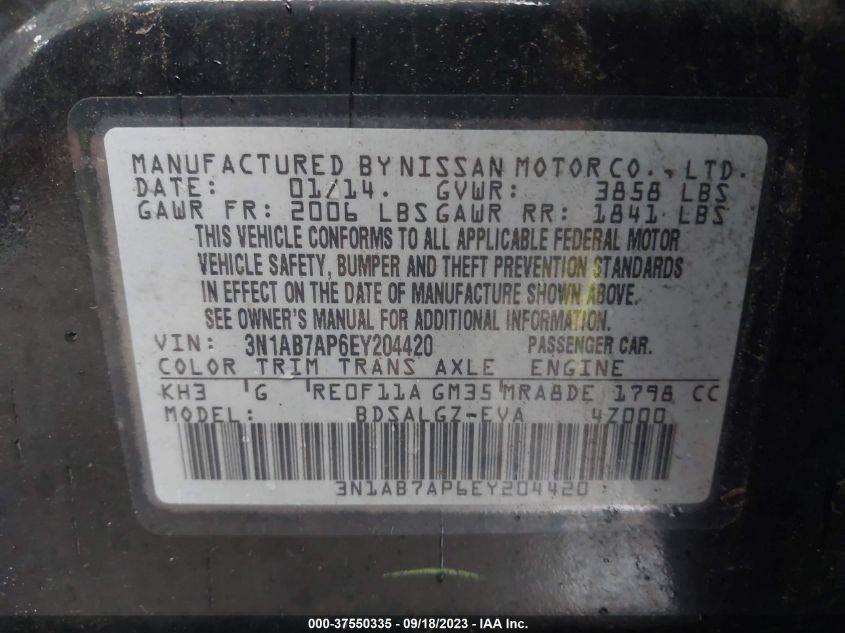 MANUFACTURED BY NISSAN MOTOR CO., LTD.
DATE: 01/14. GVWR: 3858 LBS
GAWR FR: 2006 LBS GAWR RR: 1841 LBS
THIS VEHICLE CONFORMS TO ALL APPLICABLE FEDERAL MOTOR
VEHICLE SAFETY, BUMPER AND THEFT PREVENTION STANDARDS
IN EFFECT ON THE DATE OF MANUFACTURE SHOWN ABOVE.
SEE OWNER'S MANUAL FOR ADDITIONAL INFORMATION.
VIN: 3N1AB7AP6EY204420 PASSENGER CAR.
COLOR TRIM TRANS AXLE ENGINE
KH3 G RE0F11A GM35 MRA8DE 1798 CC
MODEL: BDSALGZ-EVA 4Z000
3N1AB7AP6EY204420
000-37550335 - 09/18/2023 - IAA Inc.